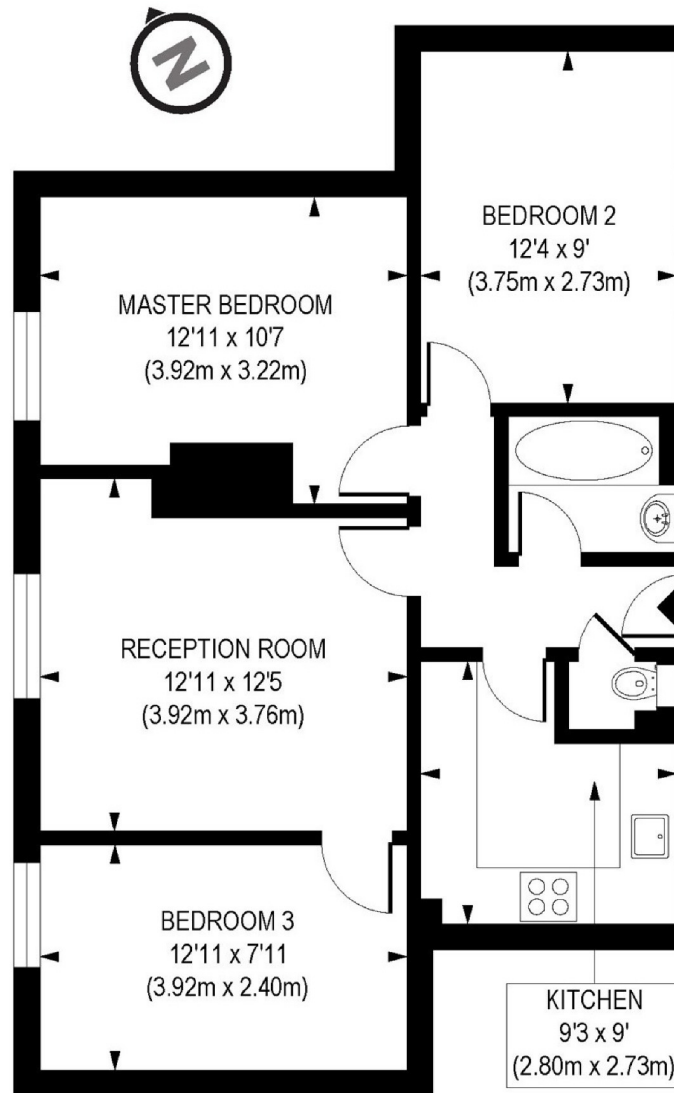 N
BEDROOM 2
12'4 x 9'
(3.75m x 2.73m)
MASTER BEDROOM
12'11 x 10'7
(3.92m x 3.22m)
RECEPTION ROOM
12'11 x 12'5
(3.92m x 3.76m)
BEDROOM 3
12'11 x 7'11
(3.92m x 2.40m)
KITCHEN
9'3 x 9'
(2.80m x 2.73m)